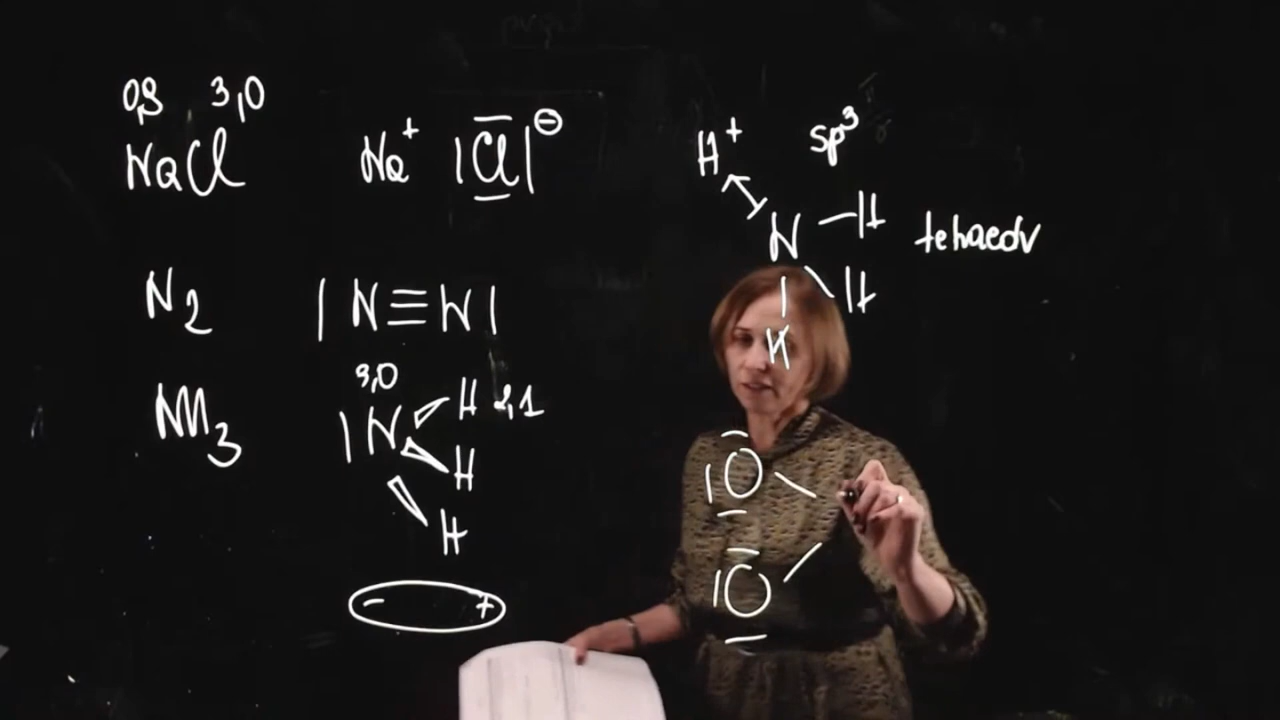 0,9 3,0
NaCl Na⁺ |Cl|⊖
N₂ |N≡N|
NH₃ 3,0
|N H 2,1
H
H
− +
H⁺ sp³
N H tetraedr
H
H
|O
|O